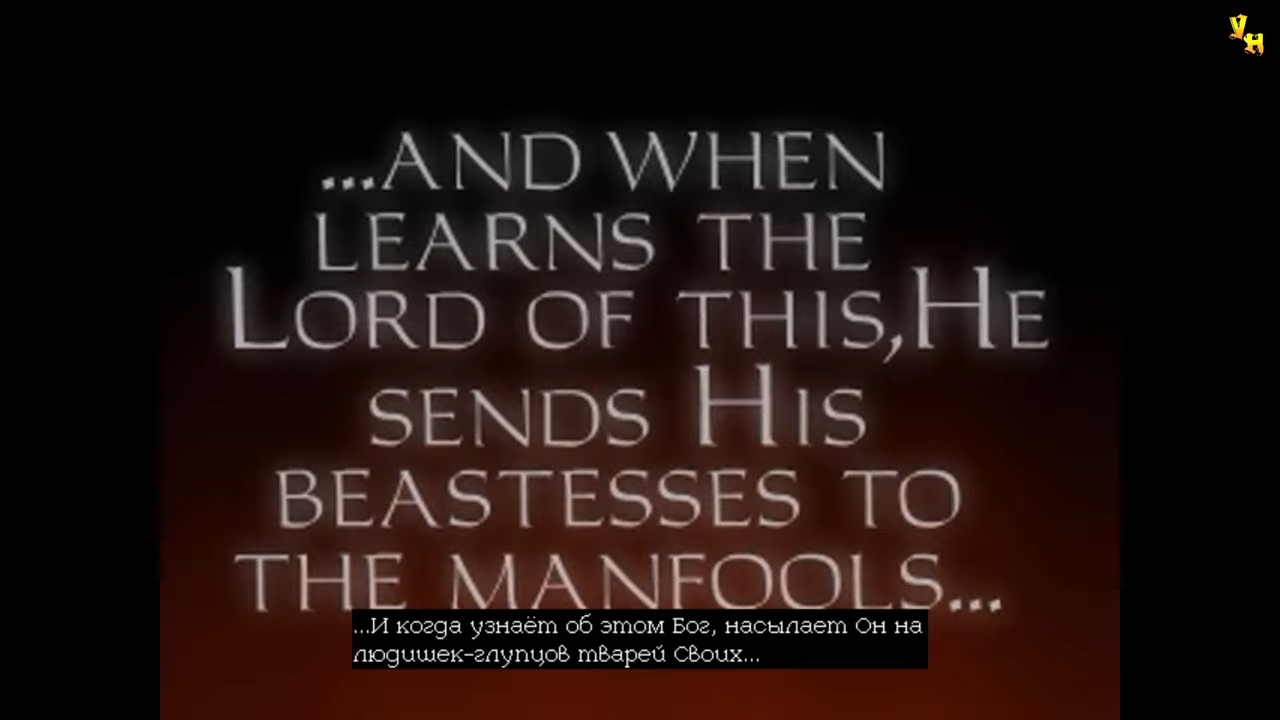 УН
...AND WHEN
LEARNS THE
LORD OF THIS, HE
SENDS HIS
BEASTESSES TO
THE MANFOOLS...
...И когда узнаёт об этом Бог, насылает Он на
людишек-глупцов тварей Своих...